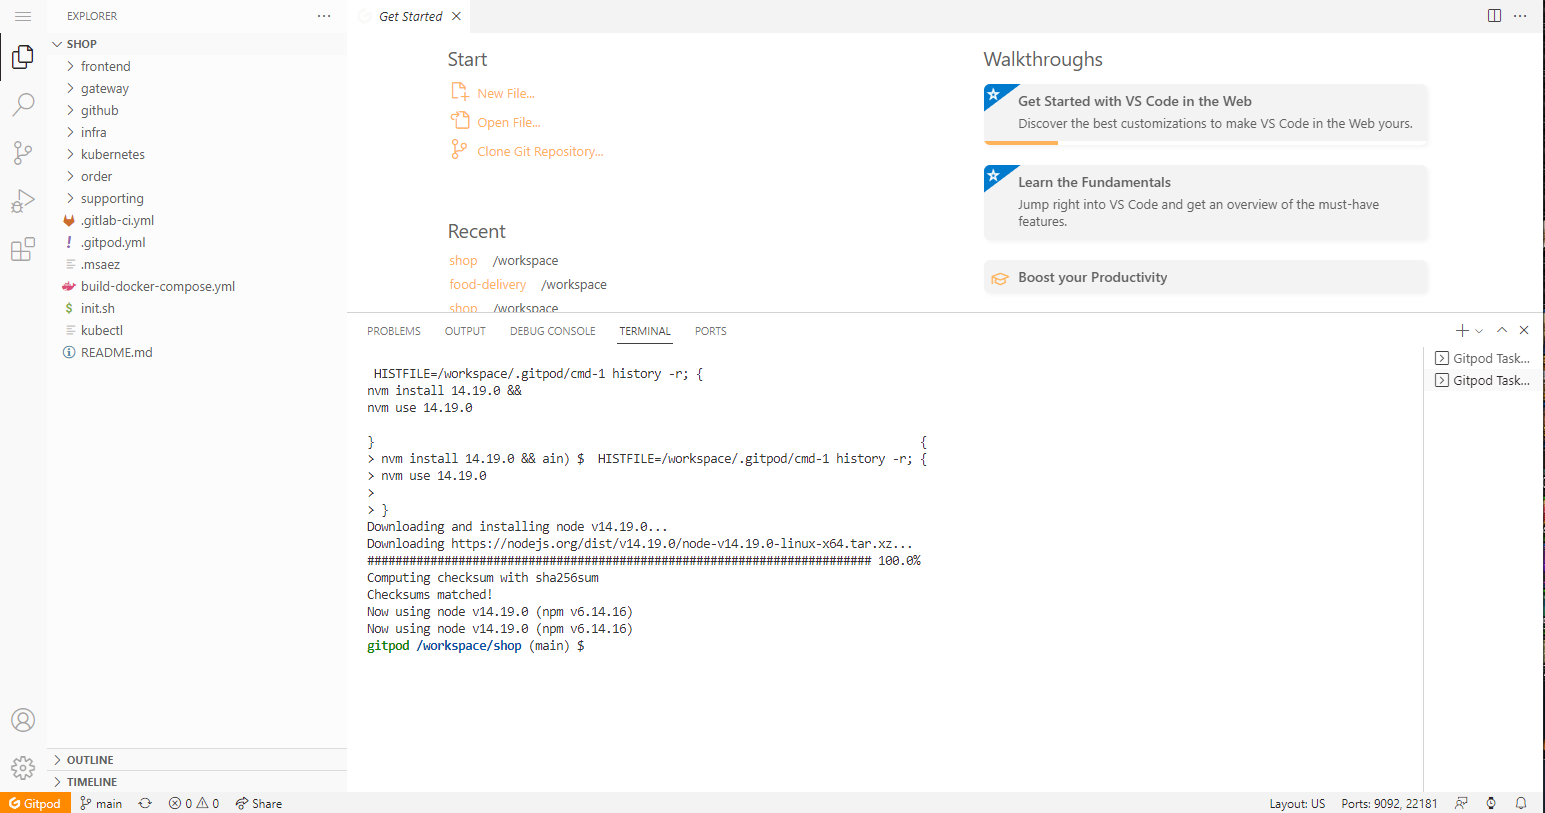 EXPLORER
SHOP
frontend
gateway
github
infra
kubernetes
order
supporting
.gitlab-ci.yml
! .gitpod.yml
.msaez
build-docker-compose.yml
$ init.sh
kubectl
README.md
OUTLINE
TIMELINE
Get Started
Start
New File...
Open File...
Clone Git Repository...
Recent
shop /workspace
food-delivery /workspace
shop /workspace
Walkthroughs
Get Started with VS Code in the Web
Discover the best customizations to make VS Code in the Web yours.
Learn the Fundamentals
Jump right into VS Code and get an overview of the must-have
features.
Boost your Productivity
PROBLEMS OUTPUT DEBUG CONSOLE TERMINAL PORTS
HISTFILE=/workspace/.gitpod/cmd-1 history -r; {
nvm install 14.19.0 &&
nvm use 14.19.0
} {
> nvm install 14.19.0 && ain) $  HISTFILE=/workspace/.gitpod/cmd-1 history -r; {
> nvm use 14.19.0
>
> }
Downloading and installing node v14.19.0...
Downloading https://nodejs.org/dist/v14.19.0/node-v14.19.0-linux-x64.tar.xz...
######################################################################## 100.0%
Computing checksum with sha256sum
Checksums matched!
Now using node v14.19.0 (npm v6.14.16)
Now using node v14.19.0 (npm v6.14.16)
gitpod /workspace/shop (main) $
Gitpod Task...
Gitpod Task...
Gitpod main 0 0 Share Layout: US Ports: 9092, 22181